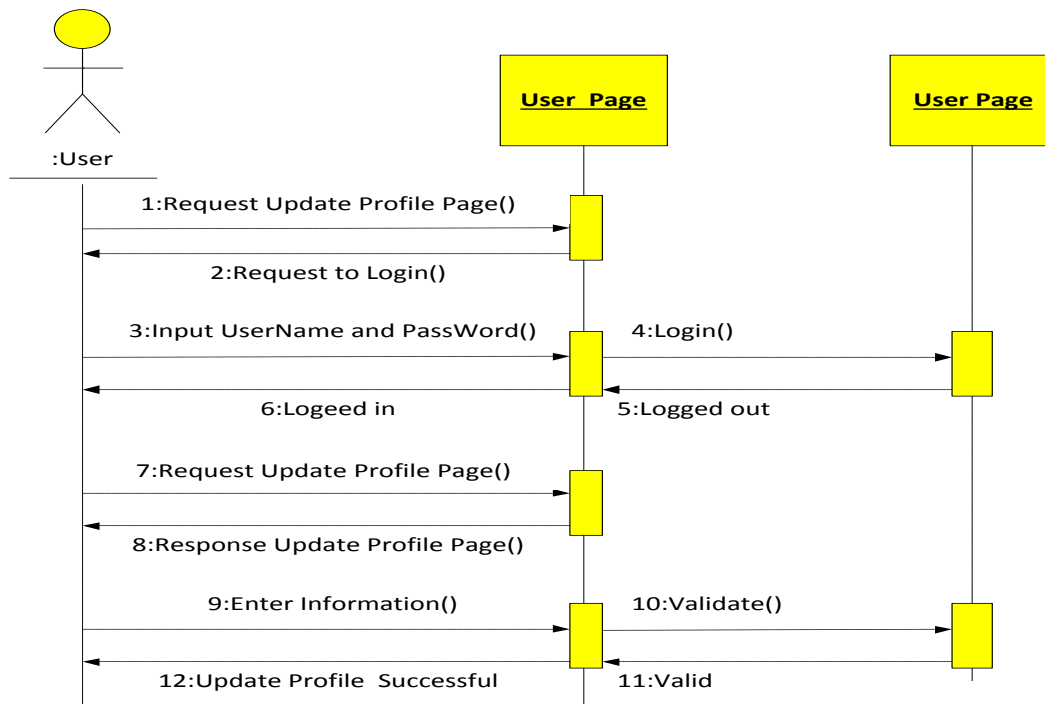 User Page
User Page
:User
1:Request Update Profile Page()
2:Request to Login()
3:Input UserName and PassWord()
4:Login()
6:Logeed in
5:Logged out
7:Request Update Profile Page()
8:Response Update Profile Page()
9:Enter Information()
10:Validate()
12:Update Profile Successful
11:Valid